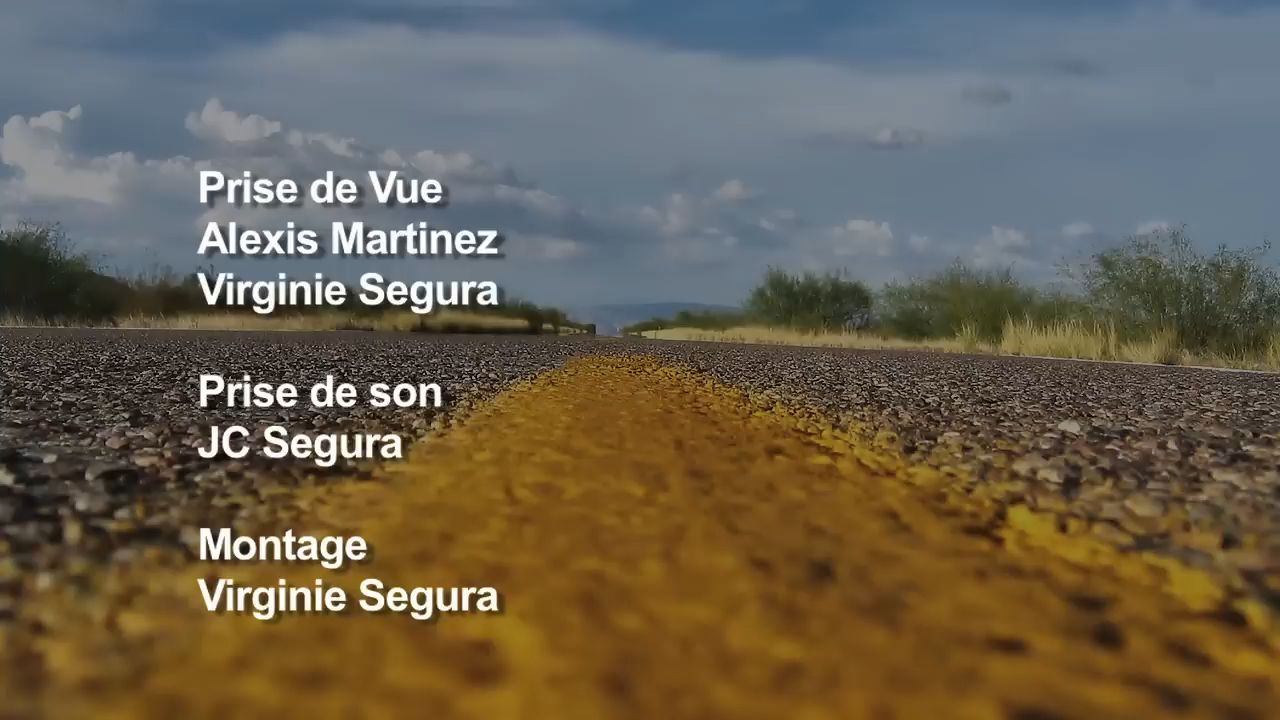 Prise de Vue
Alexis Martinez
Virginie Segura
Prise de son
JC Segura
Montage
Virginie Segura